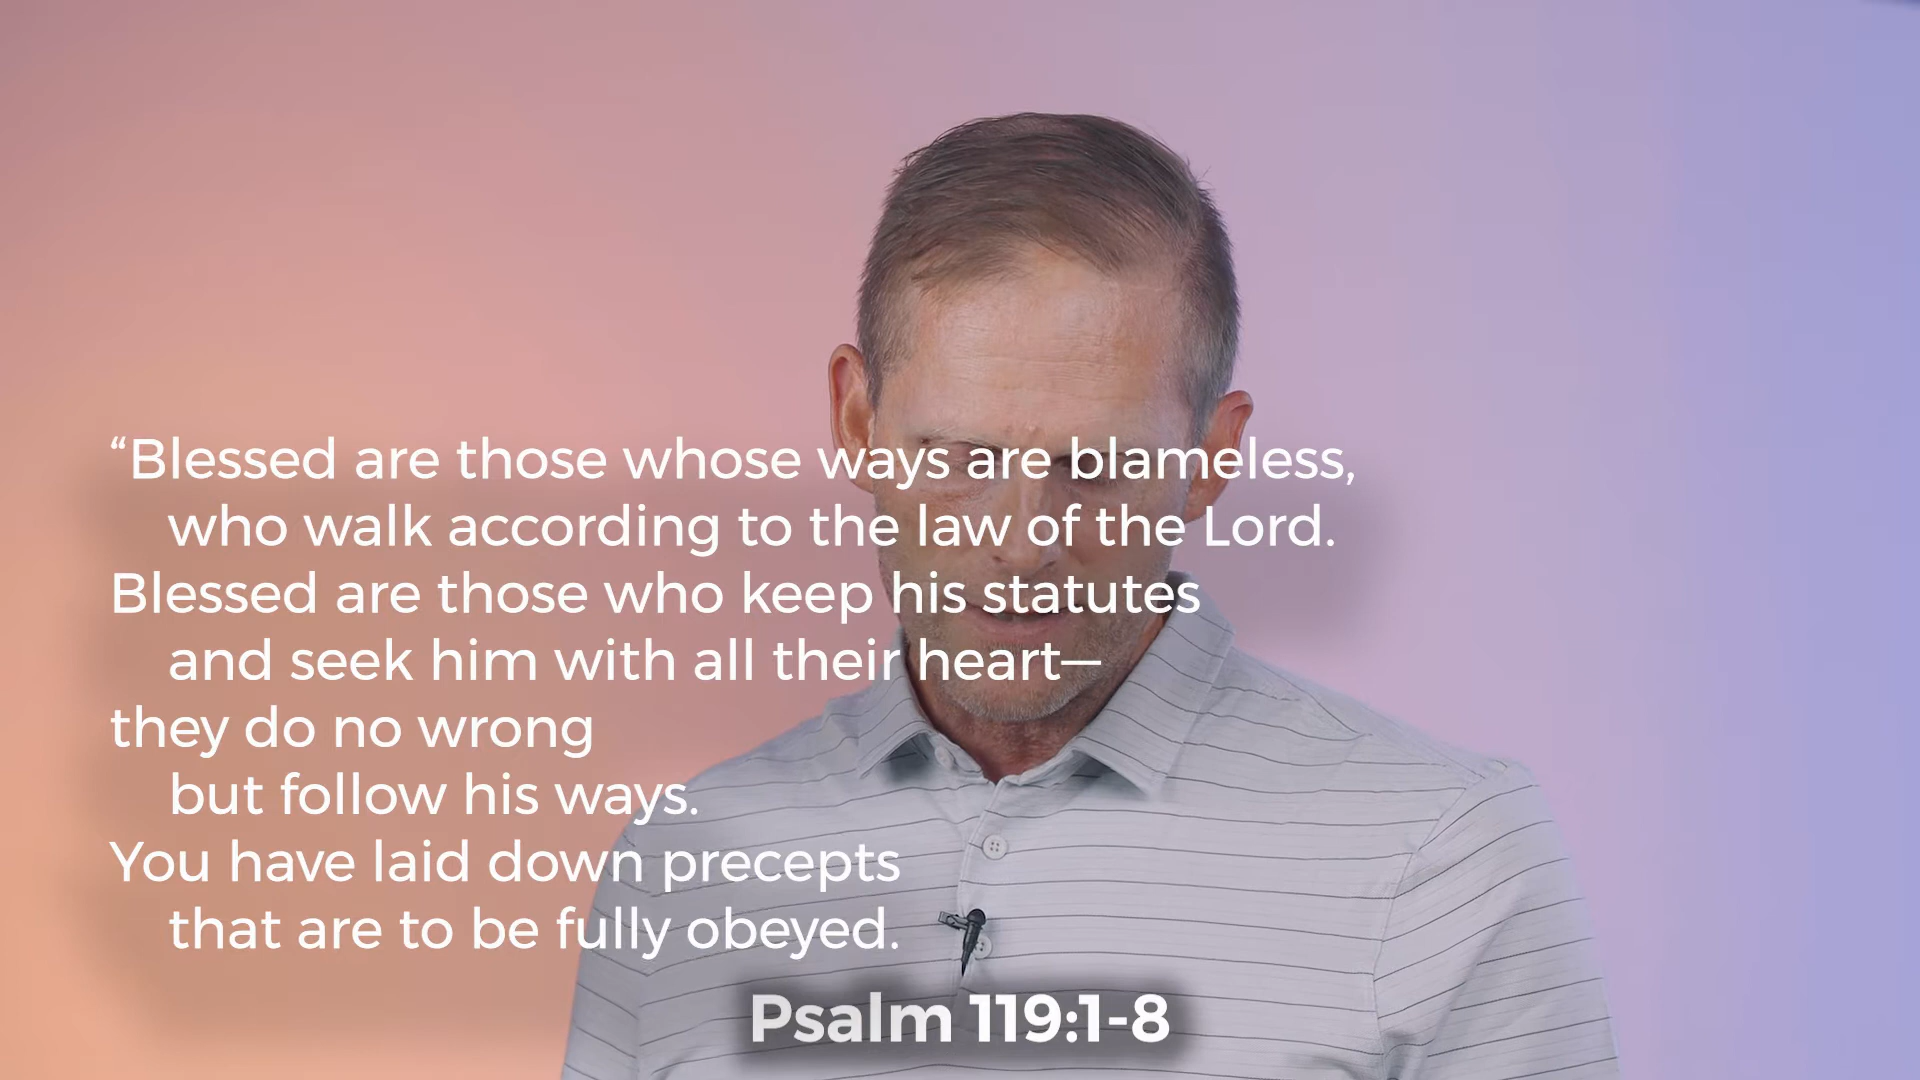 “Blessed are those whose ways are blameless,
who walk according to the law of the Lord.
Blessed are those who keep his statutes
and seek him with all their heart—
they do no wrong
but follow his ways.
You have laid down precepts
that are to be fully obeyed.
Psalm 119:1-8